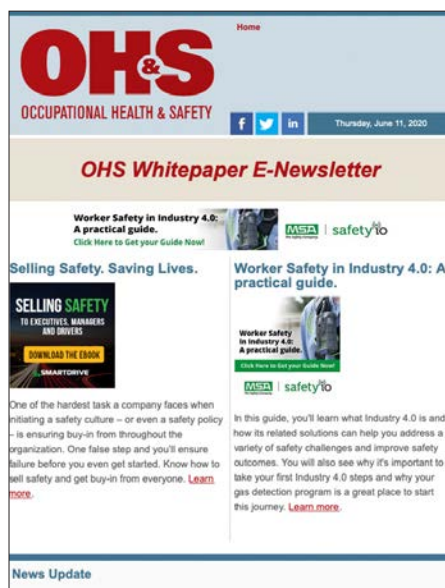 Home
OH&S
OCCUPATIONAL HEALTH & SAFETY
f in Thursday, June 11, 2020
OHS Whitepaper E-Newsletter
Worker Safety in Industry 4.0:
A practical guide.
Click Here to Get your Guide Now!
MSA
The Safety Company
safety io
Selling Safety. Saving Lives.
SELLING SAFETY
TO EXECUTIVES, MANAGERS
AND DRIVERS
DOWNLOAD THE EBOOK
SMARTDRIVE
One of the hardest task a company faces when
initiating a safety culture – or even a safety policy
– is ensuring buy-in from throughout the
organization. One false step and you'll ensure
failure before you even get started. Know how to
sell safety and get buy-in from everyone. Learn
more.
Worker Safety in Industry 4.0: A
practical guide.
Worker Safety
in Industry 4.0:
A practical guide.
Click Here to Get your Guide Now!
MSA
safety io
In this guide, you'll learn what Industry 4.0 is and
how its related solutions can help you address a
variety of safety challenges and improve safety
outcomes. You will also see why it's important to
take your first Industry 4.0 steps and why your
gas detection program is a great place to start
this journey. Learn more.
News Update